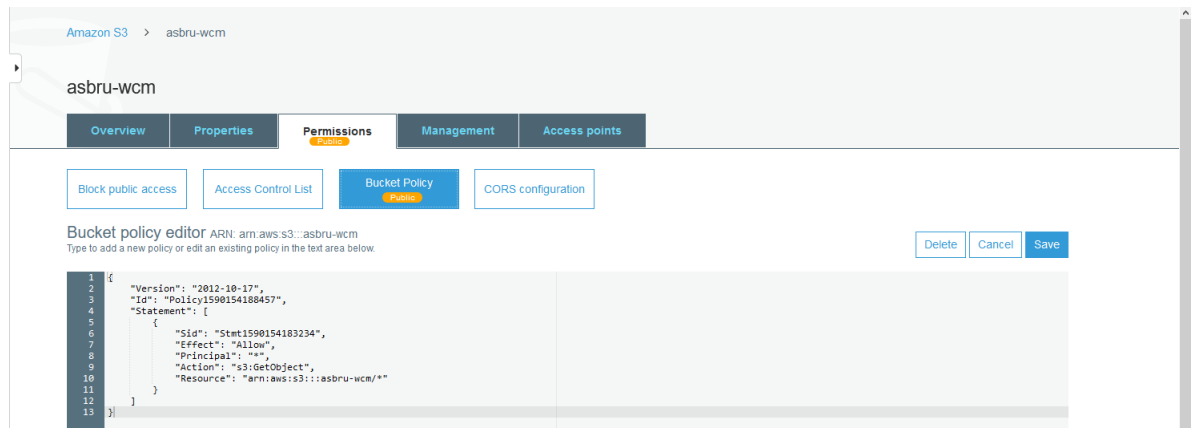 Amazon S3 > asbru-wcm
asbru-wcm
Overview Properties Permissions Management Access points
Public
Block public access Access Control List Bucket Policy CORS configuration
Public
Bucket policy editor ARN: arn:aws:s3:::asbru-wcm
Type to add a new policy or edit an existing policy in the text area below.
Delete Cancel Save
1 {
2 "Version": "2012-10-17",
3 "Id": "Policy1590154188457",
4 "Statement": [
5 {
6 "Sid": "Stmt1590154183234",
7 "Effect": "Allow",
8 "Principal": "*",
9 "Action": "s3:GetObject",
10 "Resource": "arn:aws:s3:::asbru-wcm/*"
11 }
12 ]
13 }